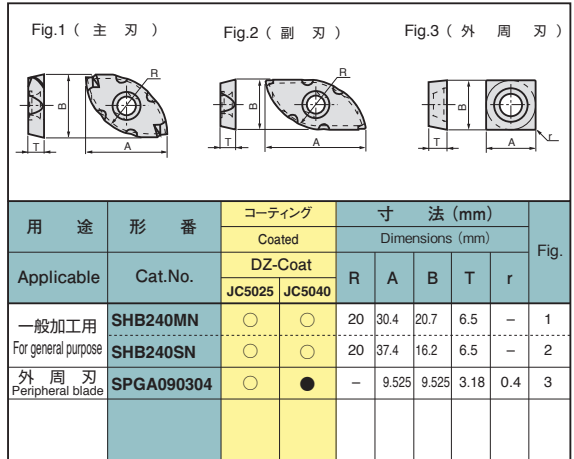 Fig.1 ( 主 刃 )
Fig.2 ( 副 刃 )
Fig.3 ( 外 周 刃 )
R
B
T
A
R
B
T
A
B
T
A
r
用 途 形 番 コーティング 寸 法 (mm) Fig.
Coated Dimensions (mm)
Applicable Cat.No. DZ-Coat R A B T r
JC5025 JC5040
一般加工用 SHB240MN ○ ○ 20 30.4 20.7 6.5 − 1
For general purpose SHB240SN ○ ○ 20 37.4 16.2 6.5 − 2
外 周 刃 SPGA090304 ○ ● − 9.525 9.525 3.18 0.4 3
Peripheral blade